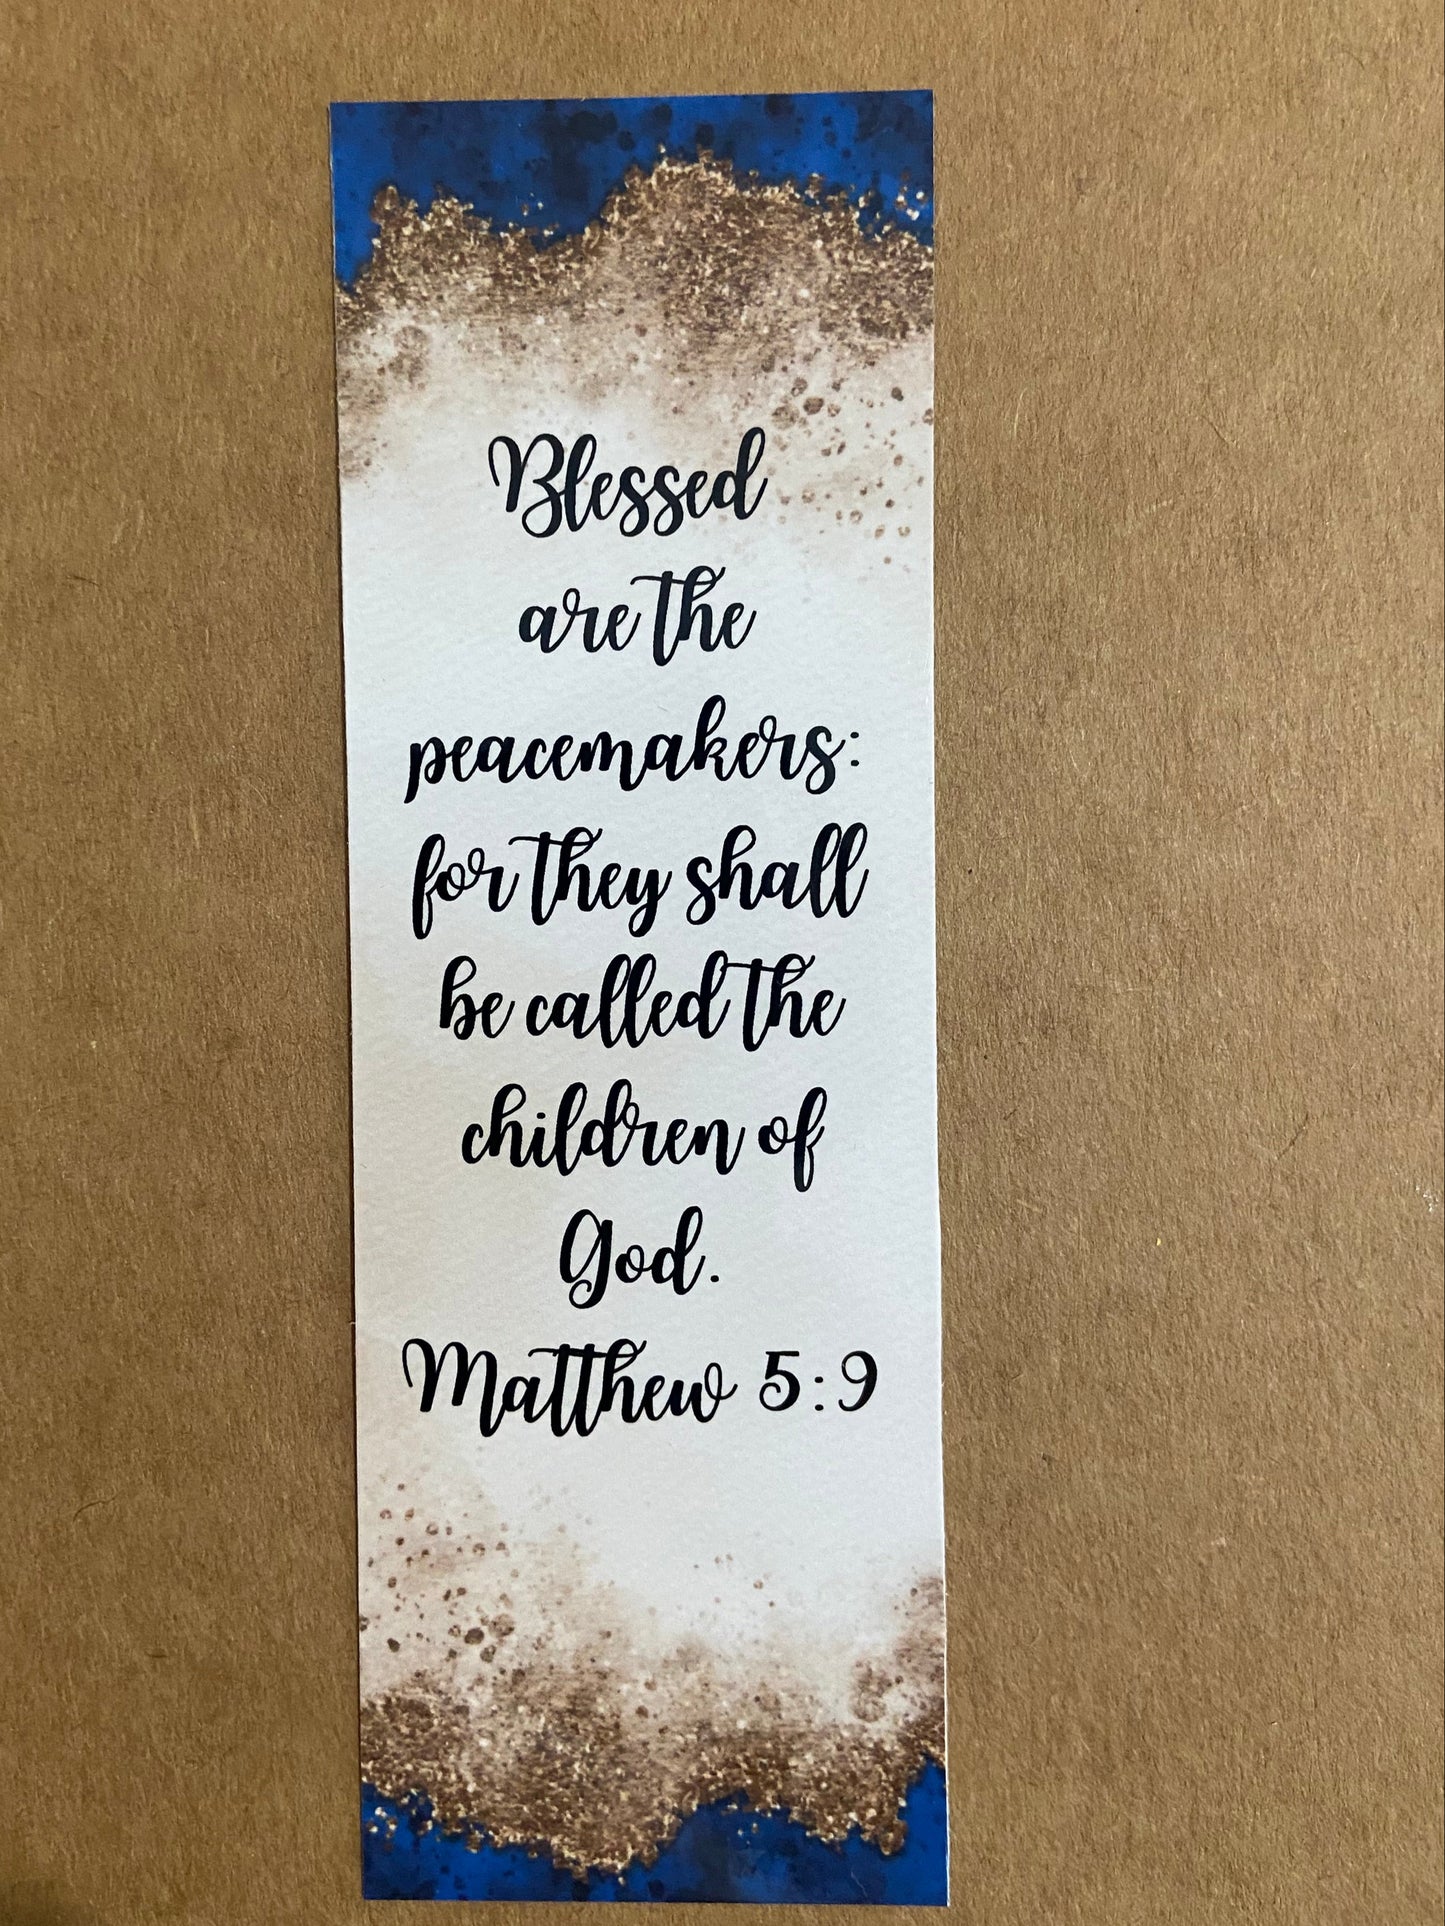 Blessed
are the
peacemakers:
for they shall
be called the
children of
God.
Matthew 5:9